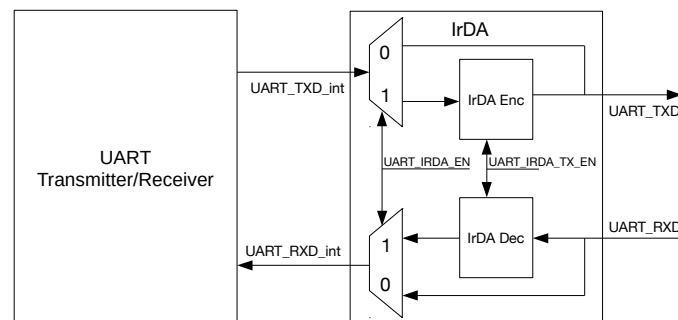 IrDA
0
UART_TXD_int
1
IrDA Enc
UART_TXD
UART
Transmitter/Receiver
UART_IRDA_EN
UART_IRDA_TX_EN
UART_RXD
1
IrDA Dec
UART_RXD_int
0